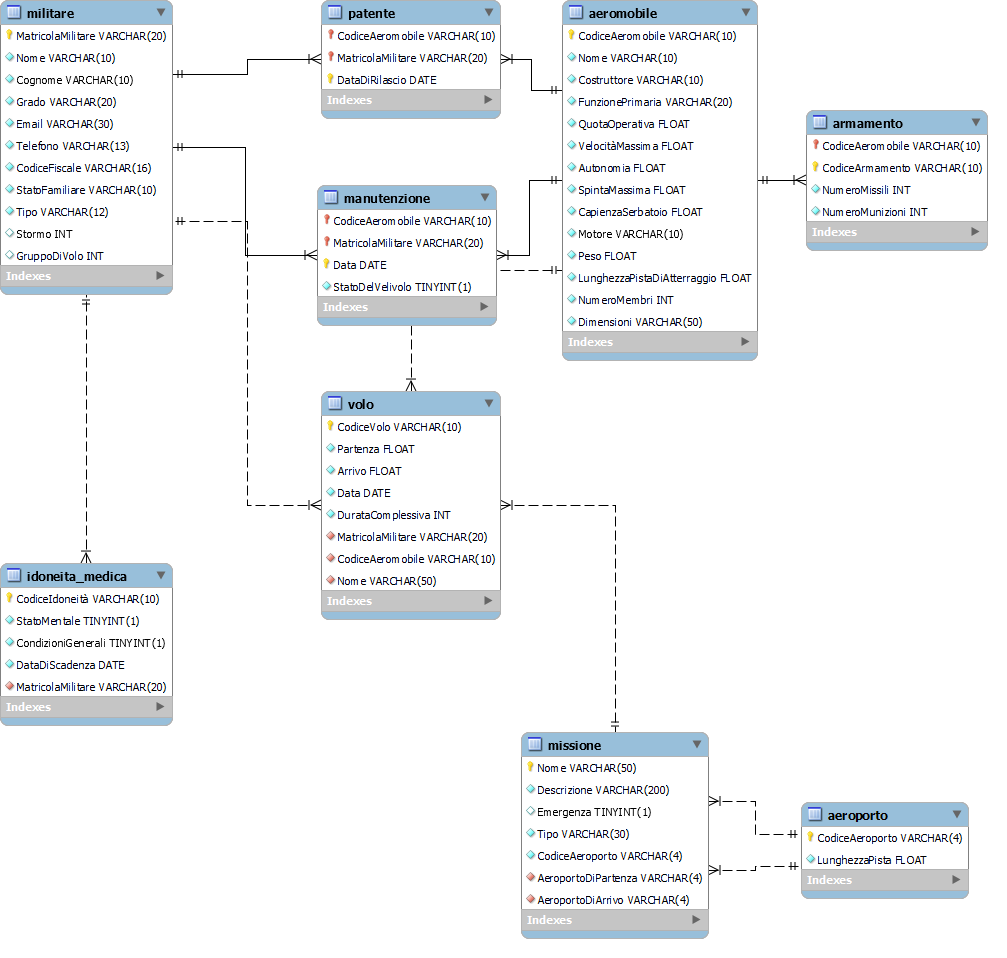 militare
MatricolaMilitare VARCHAR(20)
Nome VARCHAR(10)
Cognome VARCHAR(10)
Grado VARCHAR(20)
Email VARCHAR(30)
Telefono VARCHAR(13)
CodiceFiscale VARCHAR(16)
StatoFamiliare VARCHAR(10)
Tipo VARCHAR(12)
Stormo INT
GruppoDiVolo INT
Indexes
patente
CodiceAeromobile VARCHAR(10)
MatricolaMilitare VARCHAR(20)
DataDiRilascio DATE
Indexes
aeromobile
CodiceAeromobile VARCHAR(10)
Nome VARCHAR(10)
Costruttore VARCHAR(10)
FunzionePrimaria VARCHAR(20)
QuotaOperativa FLOAT
VelocitàMassima FLOAT
Autonomia FLOAT
SpintaMassima FLOAT
CapienzaSerbatoio FLOAT
Motore VARCHAR(10)
Peso FLOAT
LunghezzaPistaDiAtterraggio FLOAT
NumeroMembri INT
Dimensioni VARCHAR(50)
Indexes
armamento
CodiceAeromobile VARCHAR(10)
CodiceArmamento VARCHAR(10)
NumeroMissili INT
NumeroMunizioni INT
Indexes
manutenzione
CodiceAeromobile VARCHAR(10)
MatricolaMilitare VARCHAR(20)
Data DATE
StatoDelVelivolo TINYINT(1)
Indexes
volo
CodiceVolo VARCHAR(10)
Partenza FLOAT
Arrivo FLOAT
Data DATE
DurataComplessiva INT
MatricolaMilitare VARCHAR(20)
CodiceAeromobile VARCHAR(10)
Nome VARCHAR(50)
Indexes
idoneita_medica
CodiceIdoneità VARCHAR(10)
StatoMentale TINYINT(1)
CondizioniGenerali TINYINT(1)
DataDiScadenza DATE
MatricolaMilitare VARCHAR(20)
Indexes
missione
Nome VARCHAR(50)
Descrizione VARCHAR(200)
Emergenza TINYINT(1)
Tipo VARCHAR(30)
CodiceAeroporto VARCHAR(4)
AeroportoDiPartenza VARCHAR(4)
AeroportoDiArrivo VARCHAR(4)
Indexes
aeroporto
CodiceAeroporto VARCHAR(4)
LunghezzaPista FLOAT
Indexes